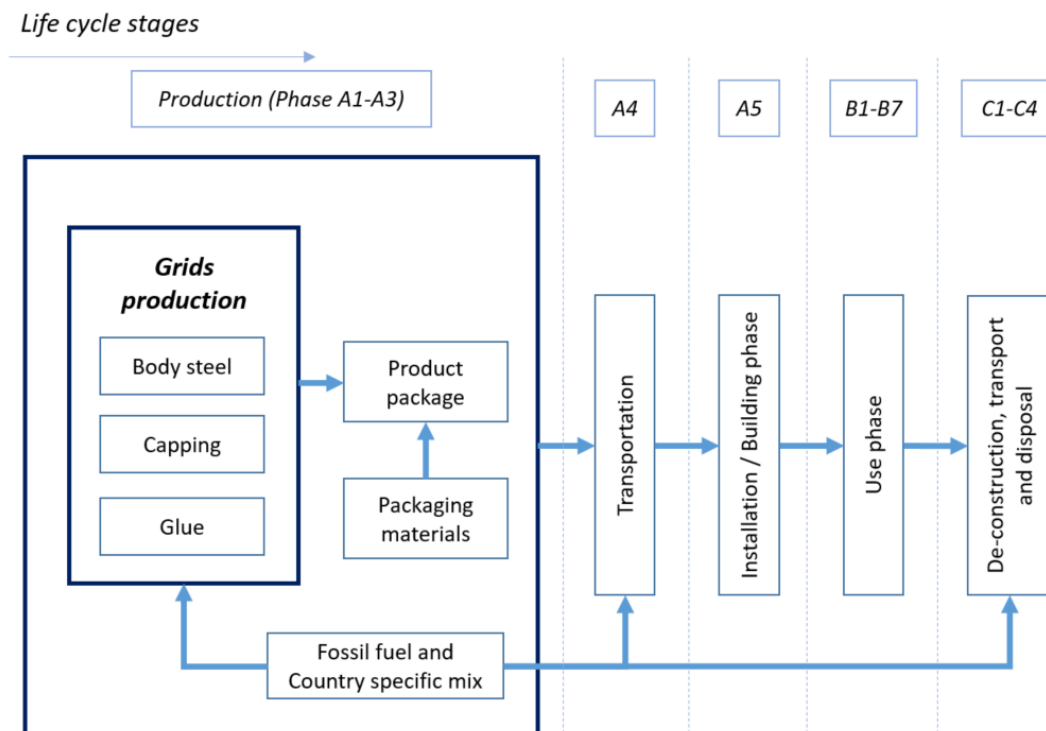 Life cycle stages
Production (Phase A1-A3)
A4
A5
B1-B7
C1-C4
Grids
production
Body steel
Capping
Glue
Product
package
Packaging
materials
Fossil fuel and
Country specific mix
Transportation
Installation / Building phase
Use phase
De-construction, transport
and disposal